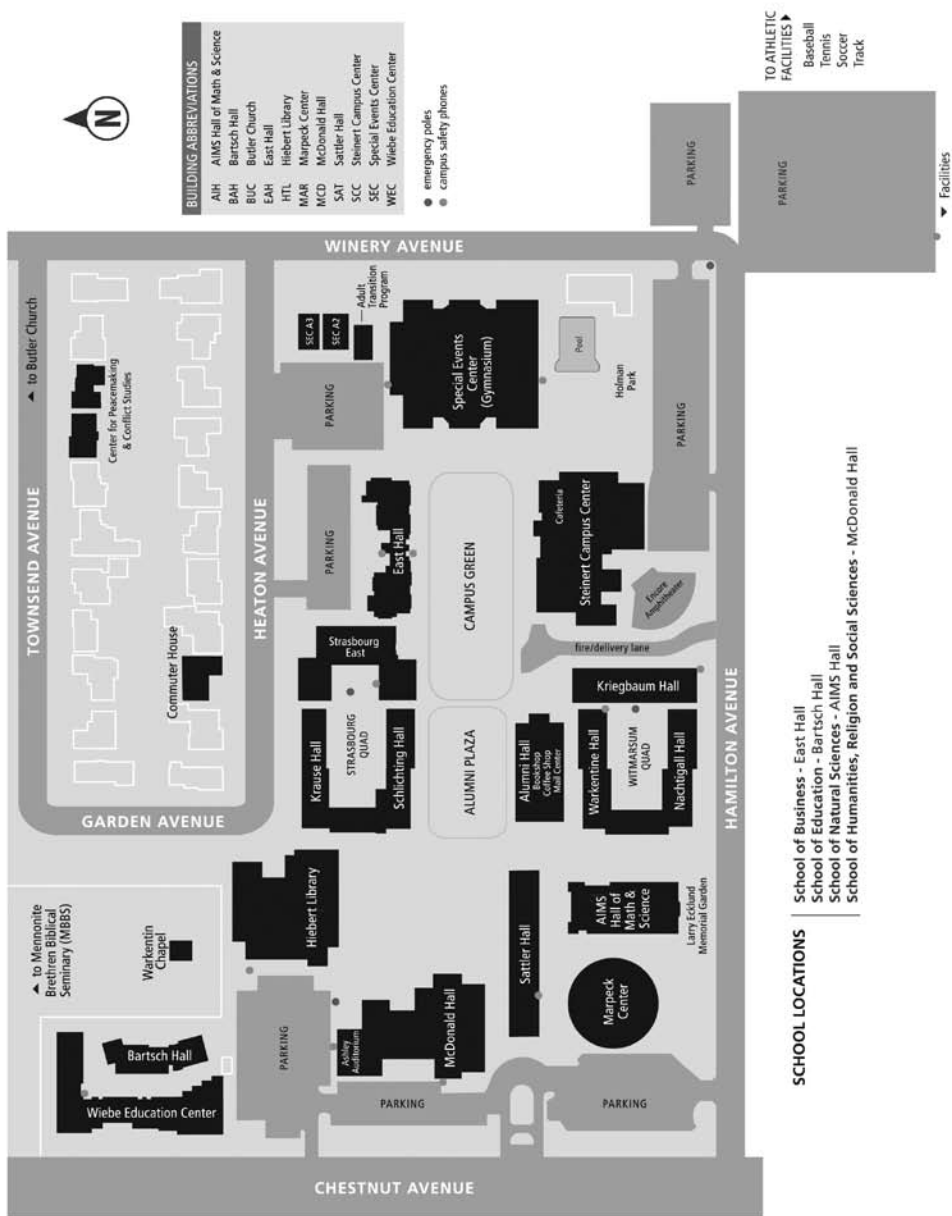 TO ATHLETIC
FACILITIES
Baseball
Tennis
Soccer
Track
N
BUILDING ABBREVIATIONS
AIH AIMS Hall of Math & Science
BAH Bartsch Hall
BUC Butler Church
EAH East Hall
HTL Hiebert Library
MAR Marpeck Center
MCD McDonald Hall
SAT Sattler Hall
SCC Steinert Campus Center
SEC Special Events Center
WEC Wiebe Education Center
emergency poles
campus safety phones
WINERY AVENUE
PARKING
PARKING
Facilities
to Butler Church
TOWNSEND AVENUE
Center for Peacemaking
& Conflict Studies
Commuter House
HEATON AVENUE
GARDEN AVENUE
SEC A3
SEC A2
Adult
Transition
Program
PARKING
Special Events
Center
(Gymnasium)
Pool
Holman
Park
PARKING
PARKING
East Hall
CAMPUS GREEN
Cafeteria
Steinert Campus Center
Encore
Amphitheater
fire/delivery lane
Strasbourg
East
Krause Hall
STRASBOURG
QUAD
Schlichting Hall
ALUMNI PLAZA
Alumni Hall
Bookshop
Coffee Shop
Mail Center
Kriegbaum Hall
Warkentine Hall
WITMARSUM
QUAD
Nachtigall Hall
HAMILTON AVENUE
to Mennonite
Brethren Biblical
Seminary (MBBS)
Warkentin
Chapel
Hiebert Library
Bartsch Hall
Wiebe Education Center
PARKING
Ashley
Auditorium
McDonald Hall
PARKING
Sattler Hall
AIMS
Hall of
Math &
Science
Larry Ecklund
Memorial Garden
Marpeck
Center
PARKING
CHESTNUT AVENUE
SCHOOL LOCATIONS
School of Business - East Hall
School of Education - Bartsch Hall
School of Natural Sciences - AIMS Hall
School of Humanities, Religion and Social Sciences - McDonald Hall